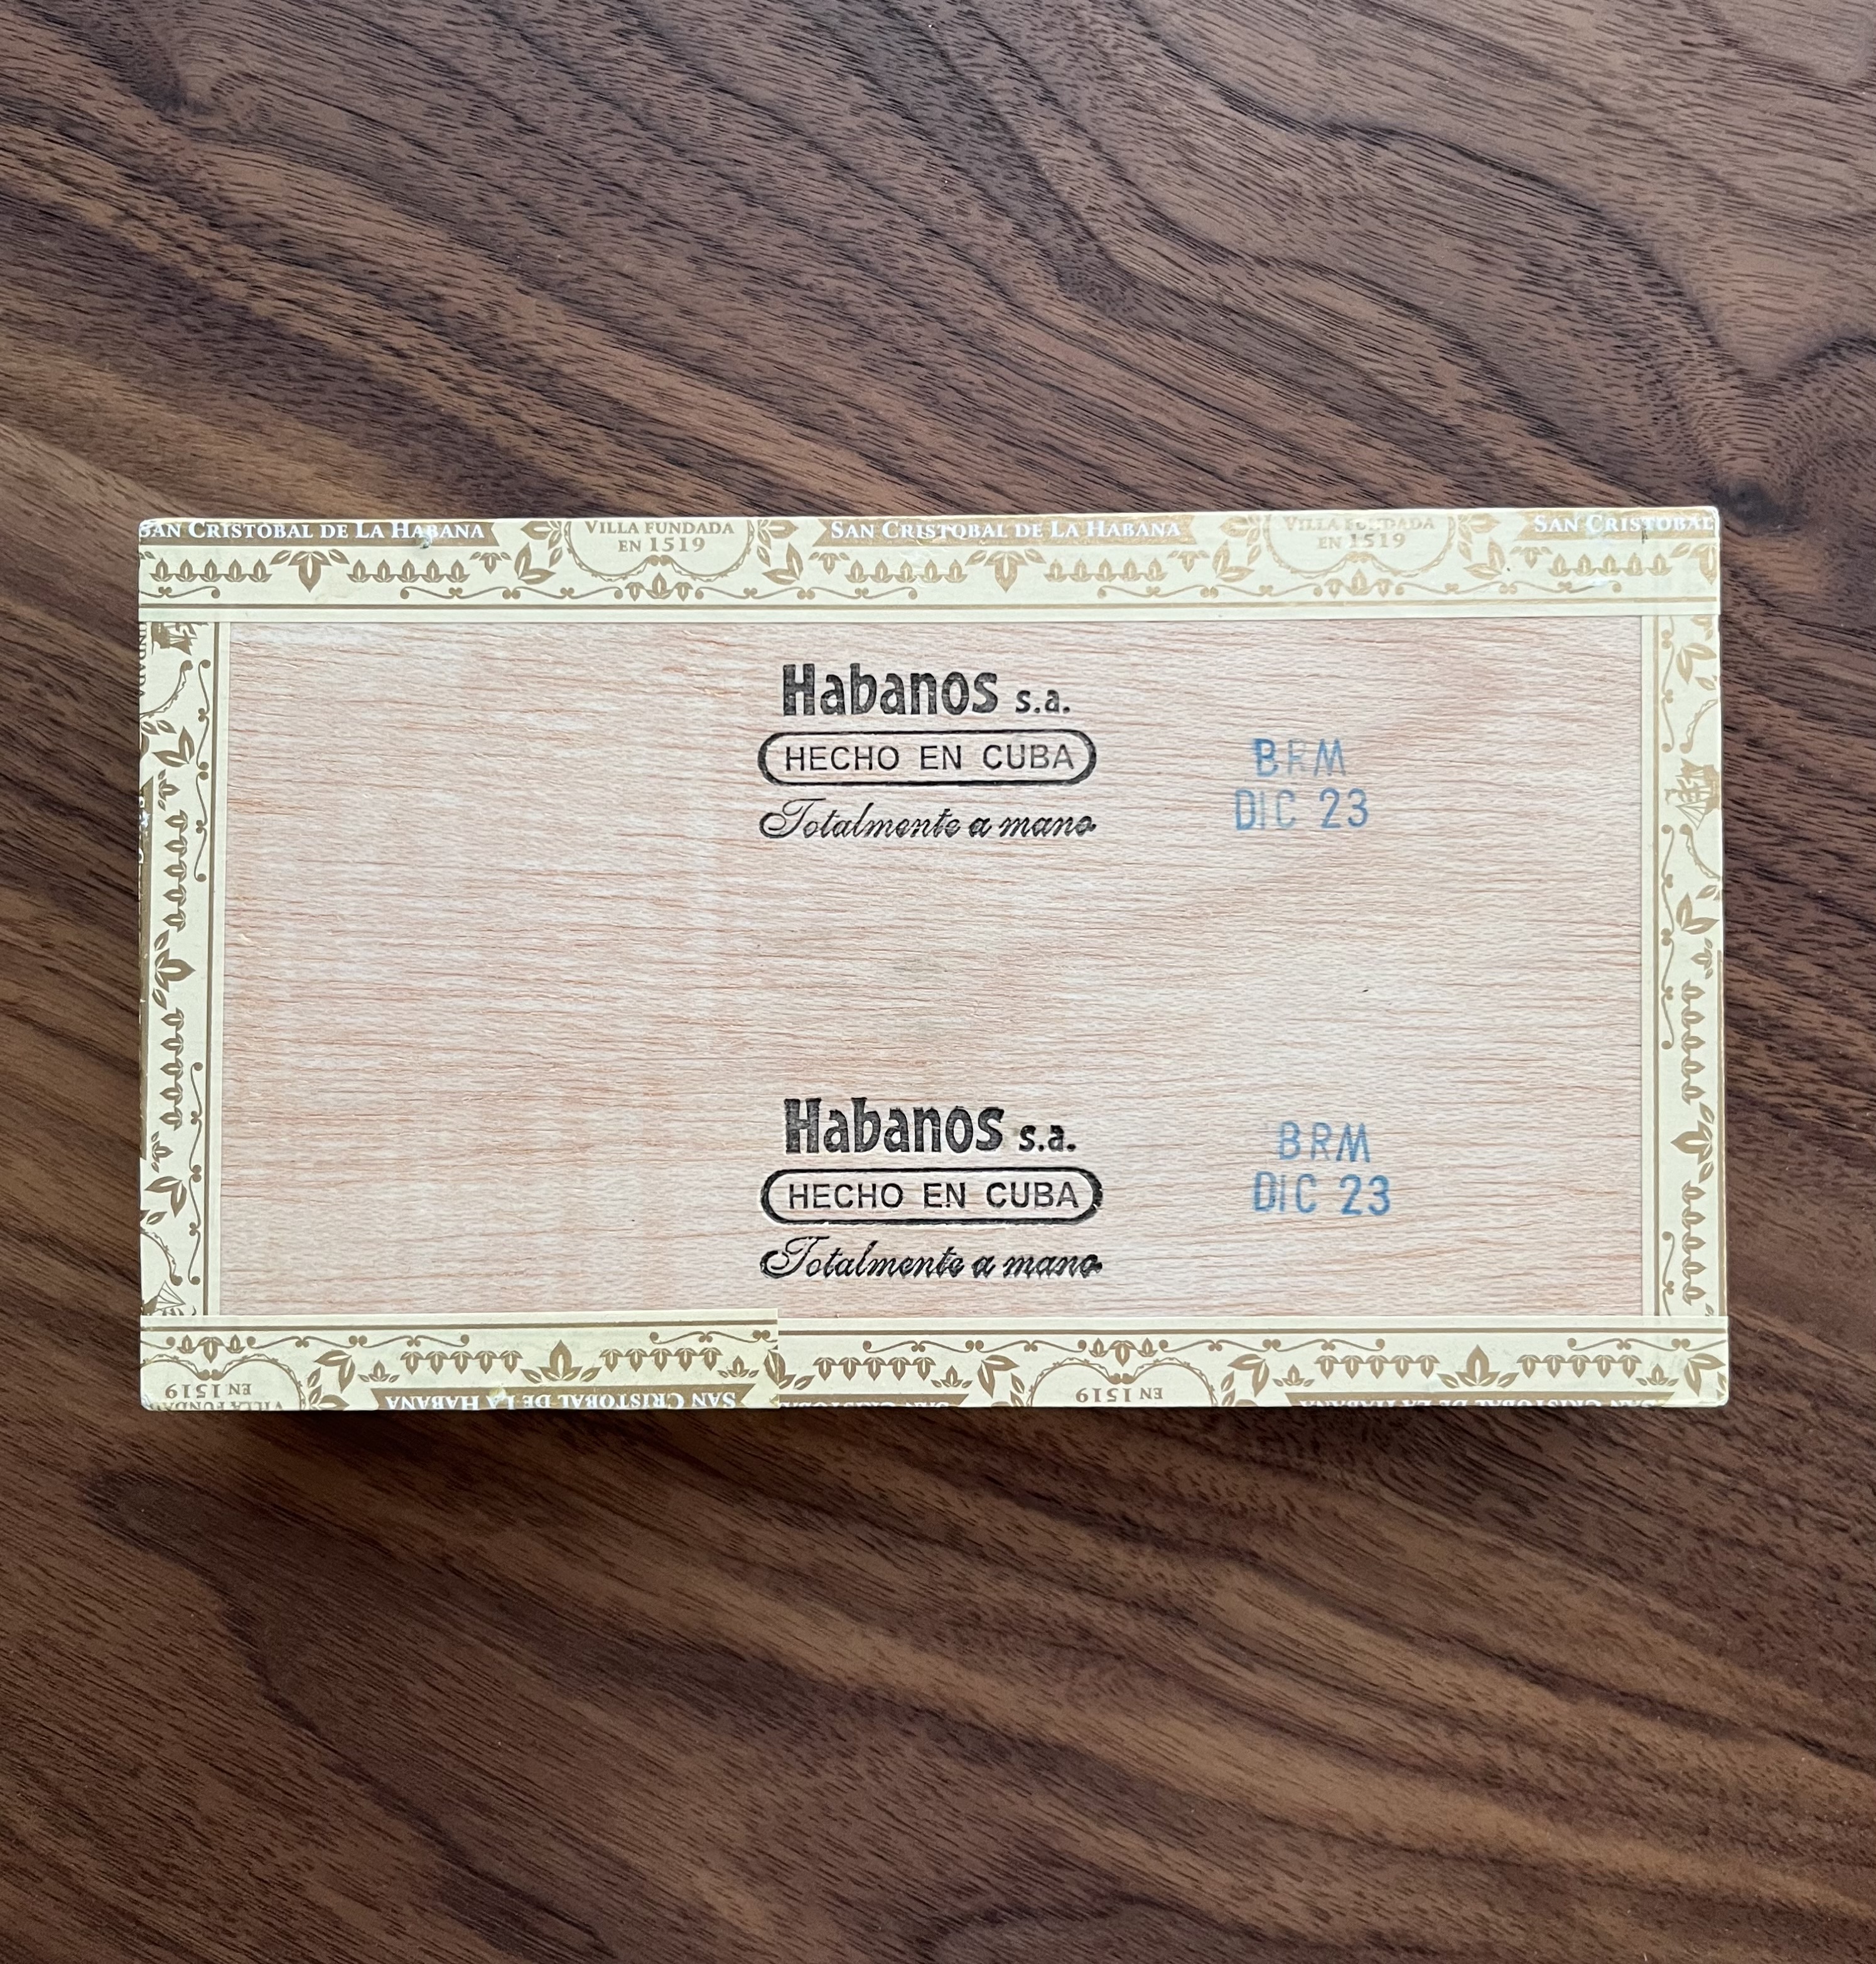 SAN CRISTOBAL DE LA HABANA VILLA FUNDADA EN 1519 SAN CRISTOBAL DE LA HABANA VILLA FUNDADA EN 1519 SAN CRISTOBAL
Habanos s.a.
HECHO EN CUBA
Totalmente a mano
BRM
DIC 23
Habanos s.a.
HECHO EN CUBA
Totalmente a mano
BRM
DIC 23
EN 1519
SAN CRISTOBAL DE LA HABANA
EN 1519